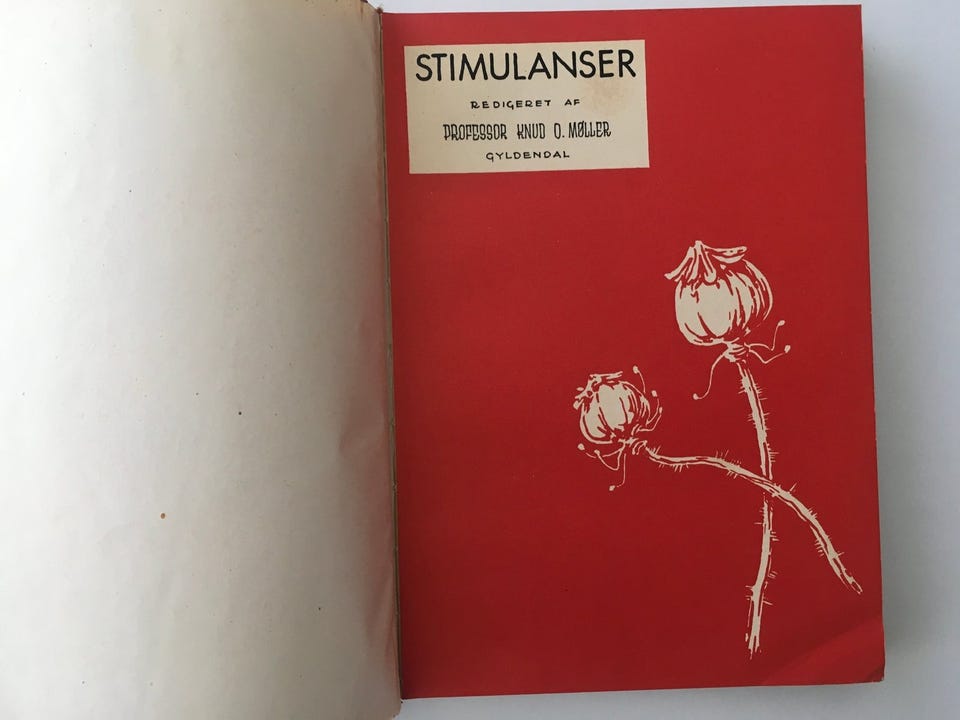 STIMULANSER
REDIGERET AF
PROFESSOR KNUD O. MØLLER
GYLDENDAL